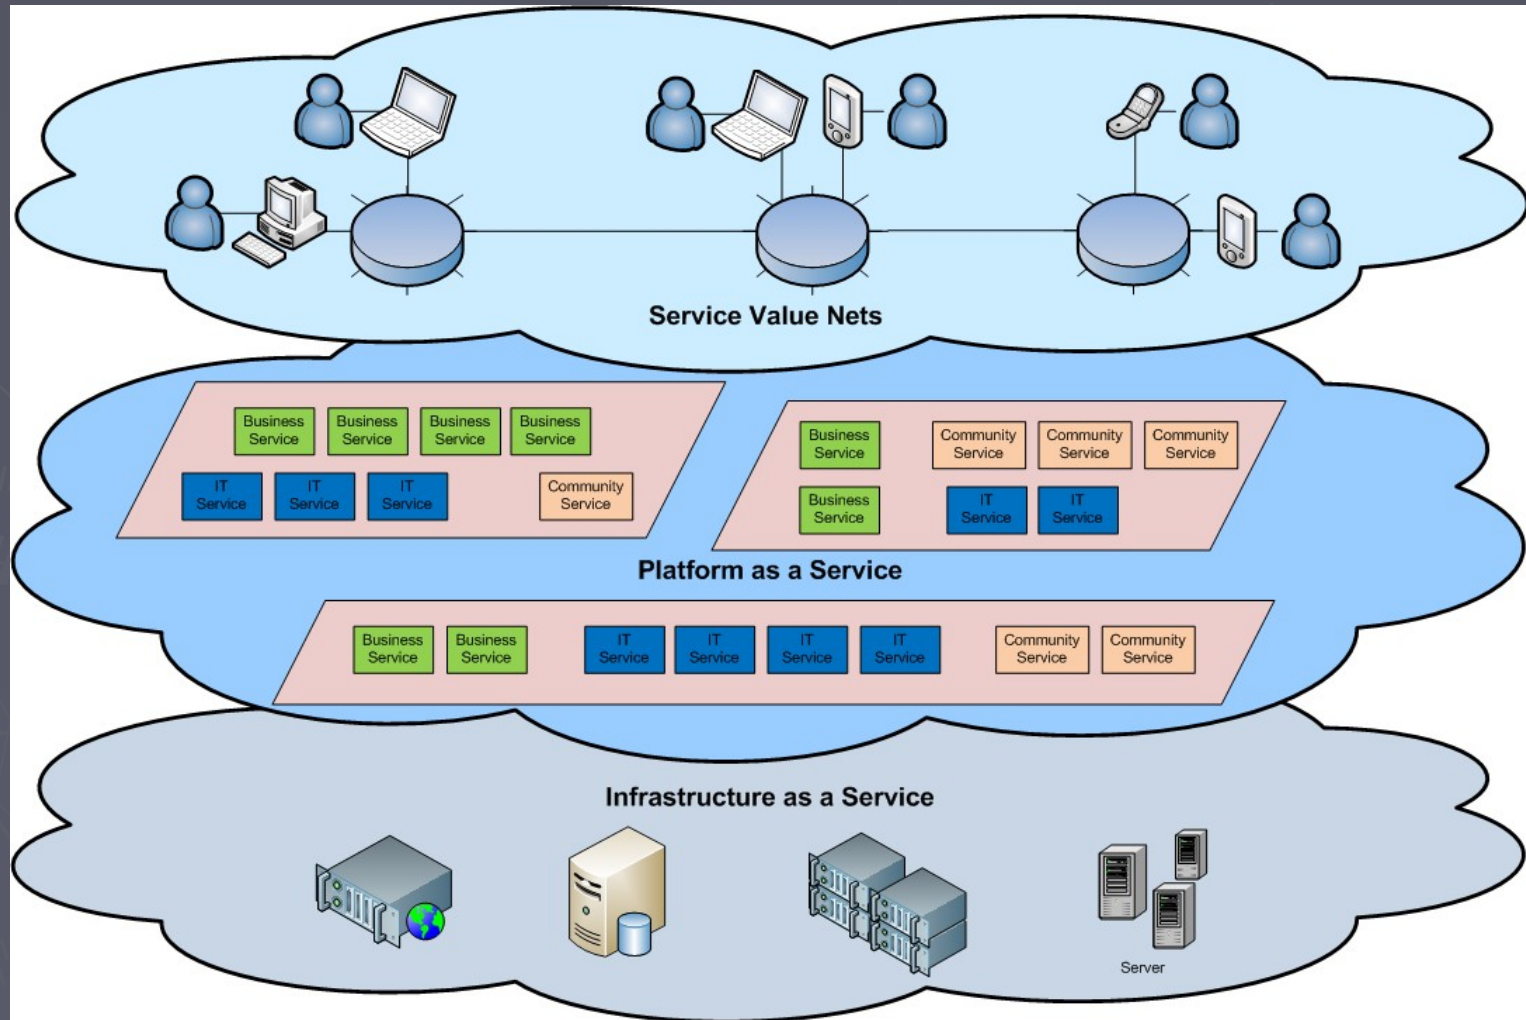 Service Value Nets
Business Business Business Business
Service Service Service Service
IT IT IT
Service Service Service
Community
Service
Business
Service
Community Community Community
Service Service Service
Business
Service
IT IT
Service Service
Platform as a Service
Business Business
Service Service
IT IT IT IT
Service Service Service Service
Community Community
Service Service
Infrastructure as a Service
Server